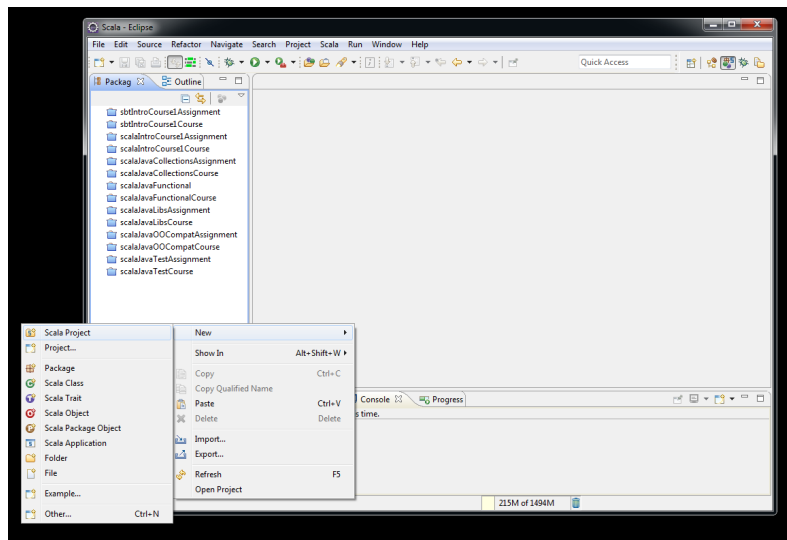 Scala - Eclipse
File Edit Source Refactor Navigate Search Project Scala Run Window Help
Quick Access
Packag Outline
sbtIntroCourse1Assignment
sbtIntroCourse1Course
scalaIntroCourse1Assignment
scalaIntroCourse1Course
scalaJavaCollectionsAssignment
scalaJavaCollectionsCourse
scalaJavaFunctional
scalaJavaFunctionalCourse
scalaJavaLibsAssignment
scalaJavaLibsCourse
scalaJavaOOCompatAssignment
scalaJavaOOCompatCourse
scalaJavaTestAssignment
scalaJavaTestCourse
Scala Project
Project...
Package
Scala Class
Scala Trait
Scala Object
Scala Package Object
Scala Application
Folder
File
Example...
Other... Ctrl+N
New
Show In Alt+Shift+W
Copy Ctrl+C
Copy Qualified Name
Paste Ctrl+V
Delete Delete
Import...
Export...
Refresh F5
Open Project
Console Progress
s time.
215M of 1494M